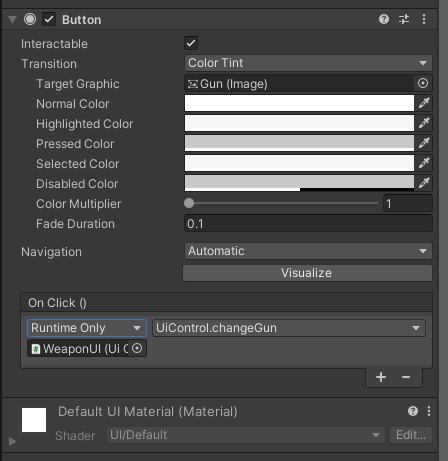 Button
Interactable
Transition Color Tint
Target Graphic Gun (Image)
Normal Color
Highlighted Color
Pressed Color
Selected Color
Disabled Color
Color Multiplier 1
Fade Duration 0.1
Navigation Automatic
Visualize
On Click ()
Runtime Only UiControl.changeGun
WeaponUI (Ui C
Default UI Material (Material)
Shader UI/Default Edit...